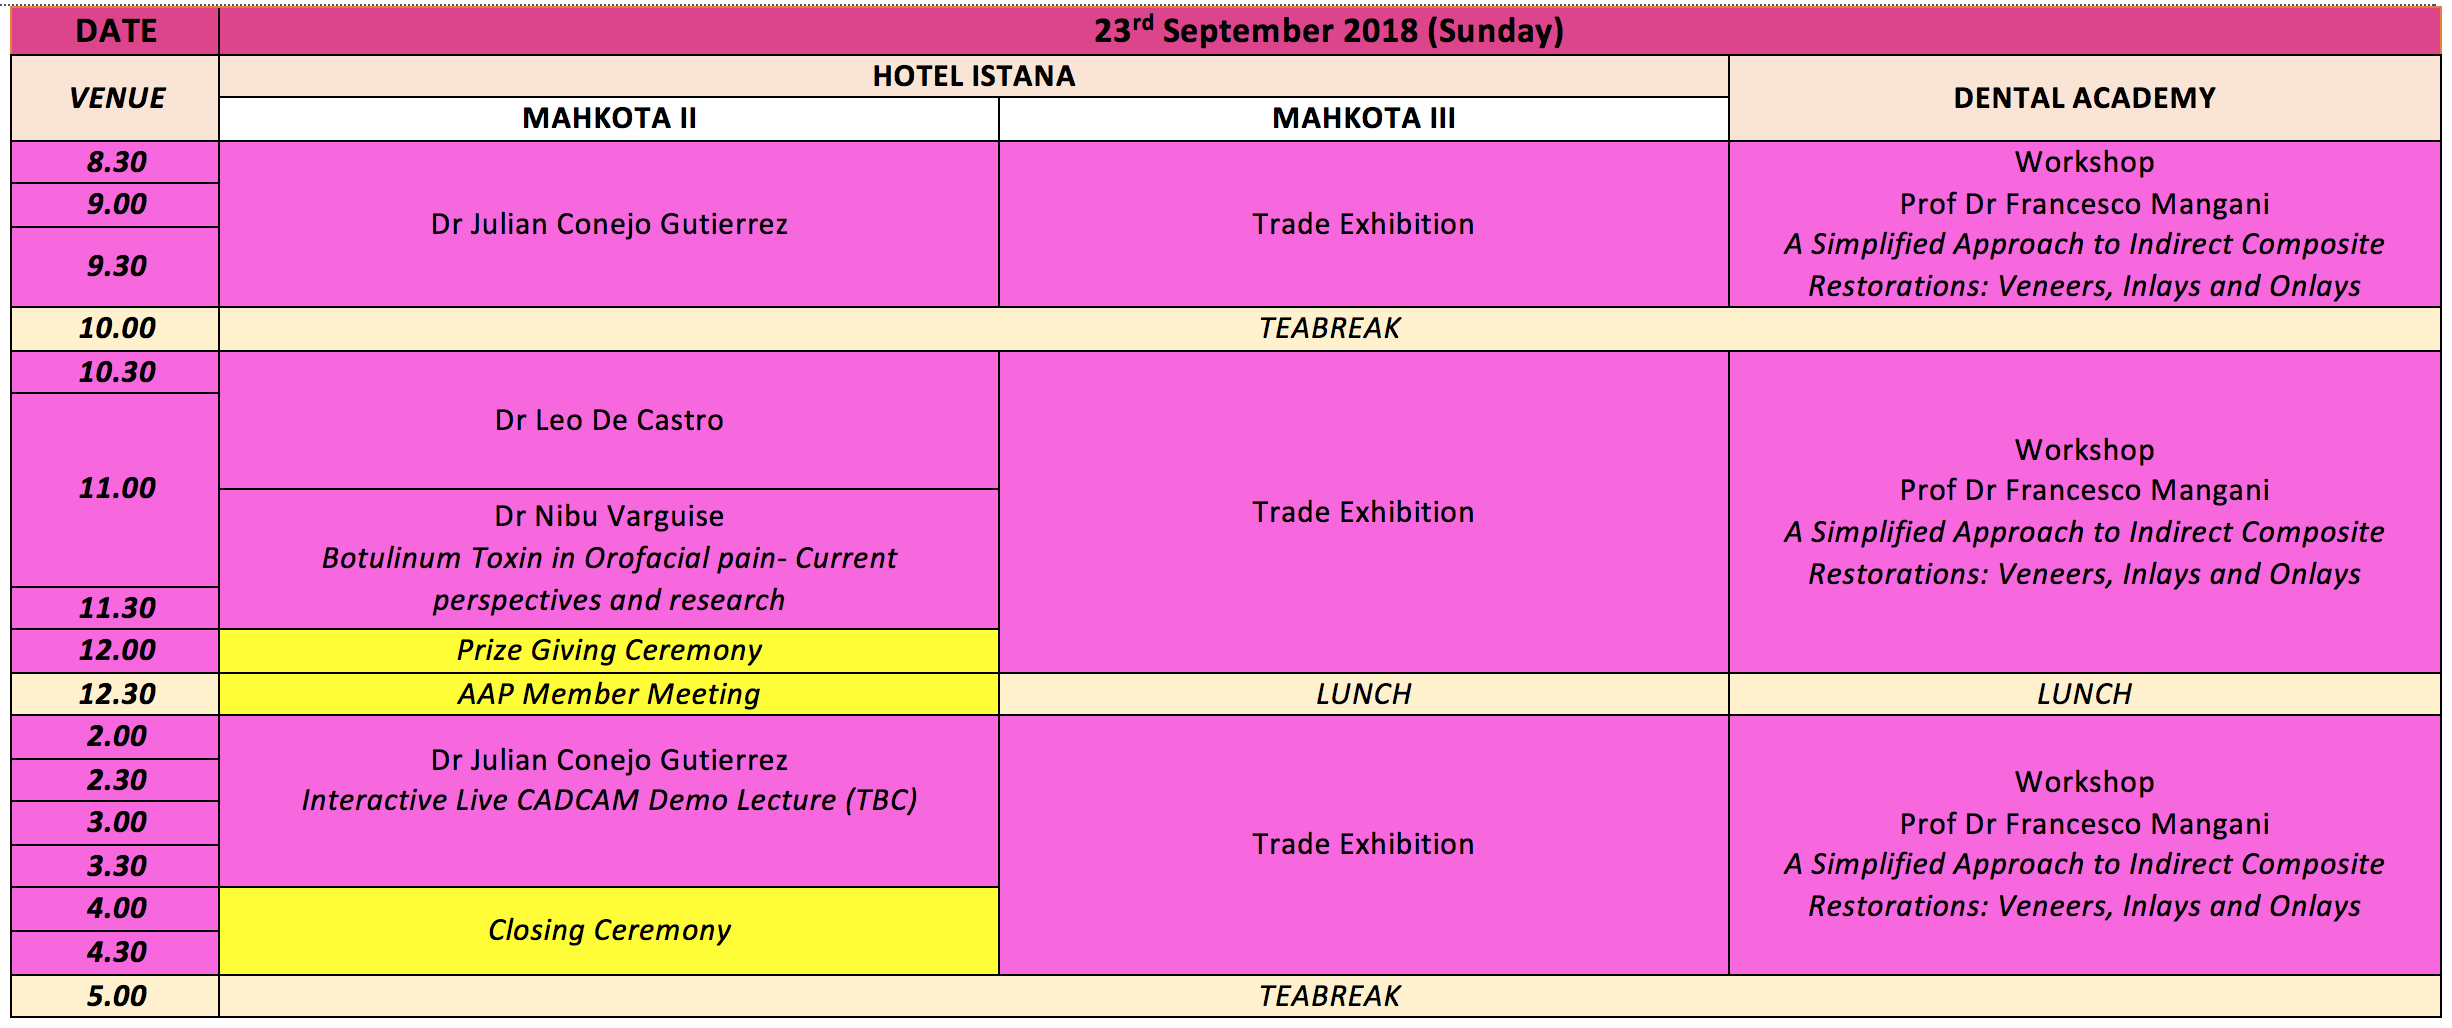 DATE
23rd September 2018 (Sunday)
VENUE
HOTEL ISTANA
DENTAL ACADEMY
MAHKOTA II
MAHKOTA III
8.30
9.00
9.30
Dr Julian Conejo Gutierrez
Trade Exhibition
Workshop
Prof Dr Francesco Mangani
A Simplified Approach to Indirect Composite
Restorations: Veneers, Inlays and Onlays
10.00
TEABREAK
10.30
11.00
11.30
Dr Leo De Castro
Dr Nibu Varguise
Botulinum Toxin in Orofacial pain- Current
perspectives and research
Trade Exhibition
Workshop
Prof Dr Francesco Mangani
A Simplified Approach to Indirect Composite
Restorations: Veneers, Inlays and Onlays
12.00
Prize Giving Ceremony
12.30
AAP Member Meeting
LUNCH
LUNCH
2.00
2.30
3.00
3.30
Dr Julian Conejo Gutierrez
Interactive Live CADCAM Demo Lecture (TBC)
Trade Exhibition
Workshop
Prof Dr Francesco Mangani
A Simplified Approach to Indirect Composite
Restorations: Veneers, Inlays and Onlays
4.00
4.30
Closing Ceremony
5.00
TEABREAK